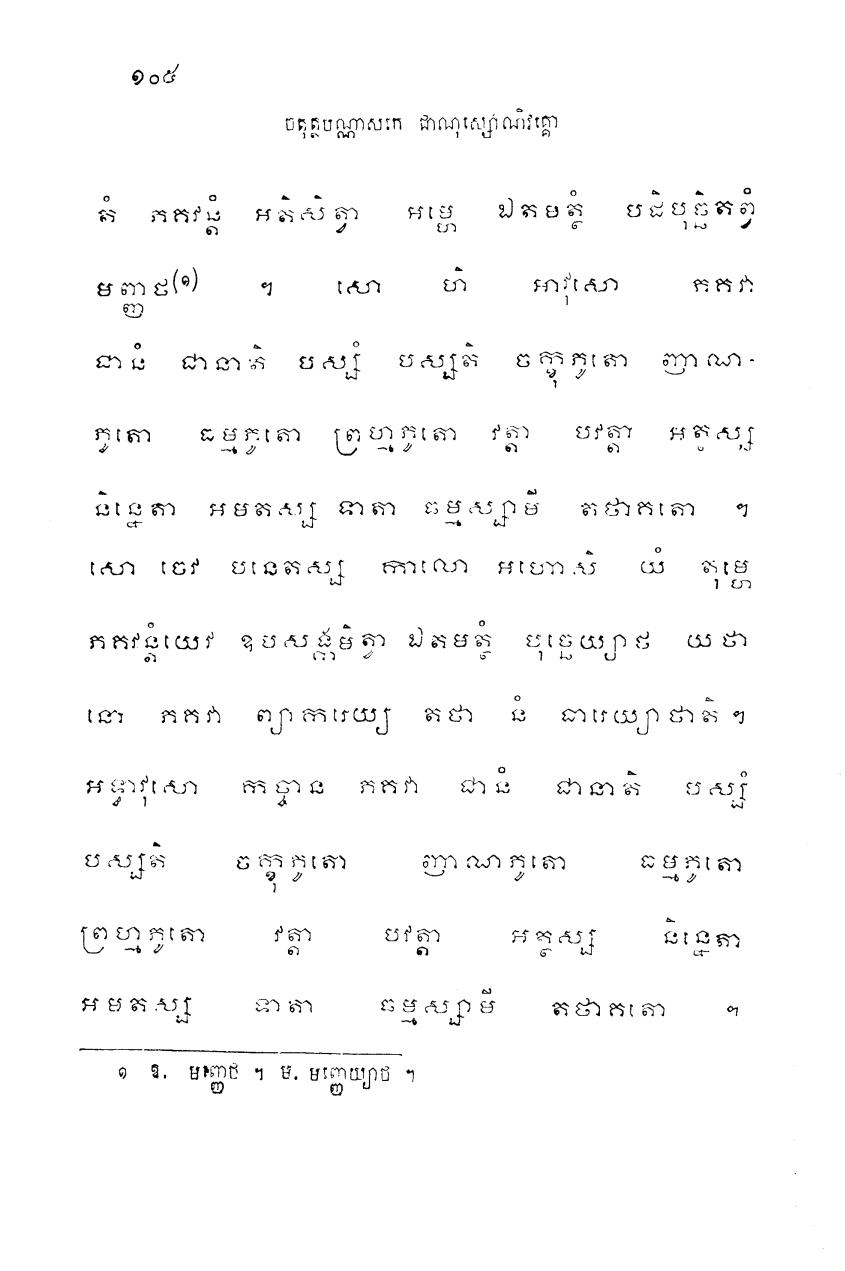 ១០៥
ចតុត្ថបណ្ណាសកេ ជាណុស្សោណិវគ្គោ
តំ ភគវន្តំ អតិសិត្វា អម្ហេ ឯតមត្ថំ បដិបុច្ឆិតព្វំ
មញ្ញថ(១) ។ សោ ហិ អាវុសោ ភគវា
ជានំ ជានាតិ បស្សំ បស្សតិ ចក្ខុភូតោ ញាណ-
ភូតោ ធម្មភូតោ ព្រហ្មភូតោ វត្តា បវត្តា អត្ថស្ស
និន្នេតា អមតស្ស ទាតា ធម្មស្សាមី តថាគតោ ។
សោ ចេវ បនេតស្ស កាលោ អហោសិ យំ តុម្ហេ
ភគវន្តំយេវ ឧបសង្កមិត្វា ឯតមត្ថំ បុច្ឆេយ្យាថ យថា
នោ ភគវា ព្យាករេយ្យ តថា នំ ធារេយ្យាថាតិ ។
អទ្ធាវុសោ កច្ចាន ភគវា ជានំ ជានាតិ បស្សំ
បស្សតិ ចក្ខុភូតោ ញាណភូតោ ធម្មភូតោ
ព្រហ្មភូតោ វត្តា បវត្តា អត្ថស្ស និន្នេតា
អមតស្ស ទាតា ធម្មស្សាមី តថាគតោ ។
១ ឱ. មញ្ញេថ ។ ម. មញ្ញេយ្យាថ ។